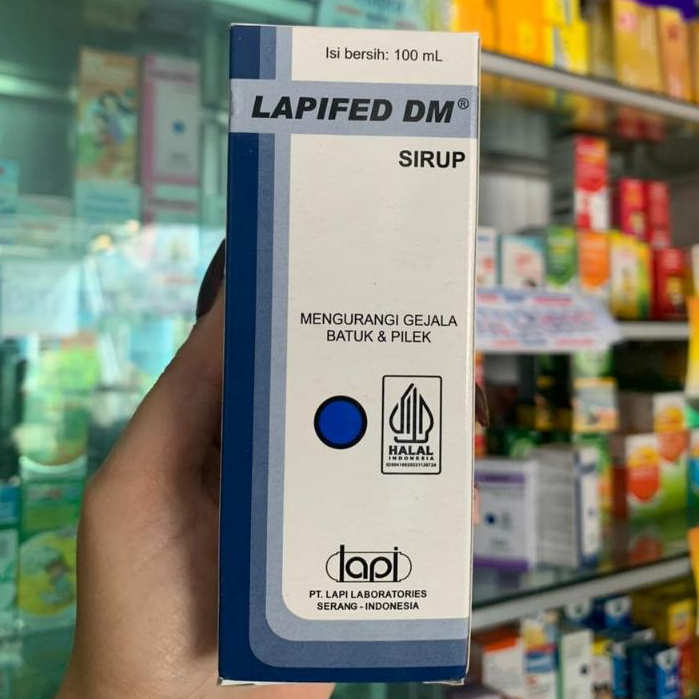 Isi bersih: 100 mL
LAPIFED DM®
SIRUP
MENGURANGI GEJALA
BATUK & PILEK
HALAL
INDONESIA
lapi
PT. LAPI LABORATORIES
SERANG - INDONESIA